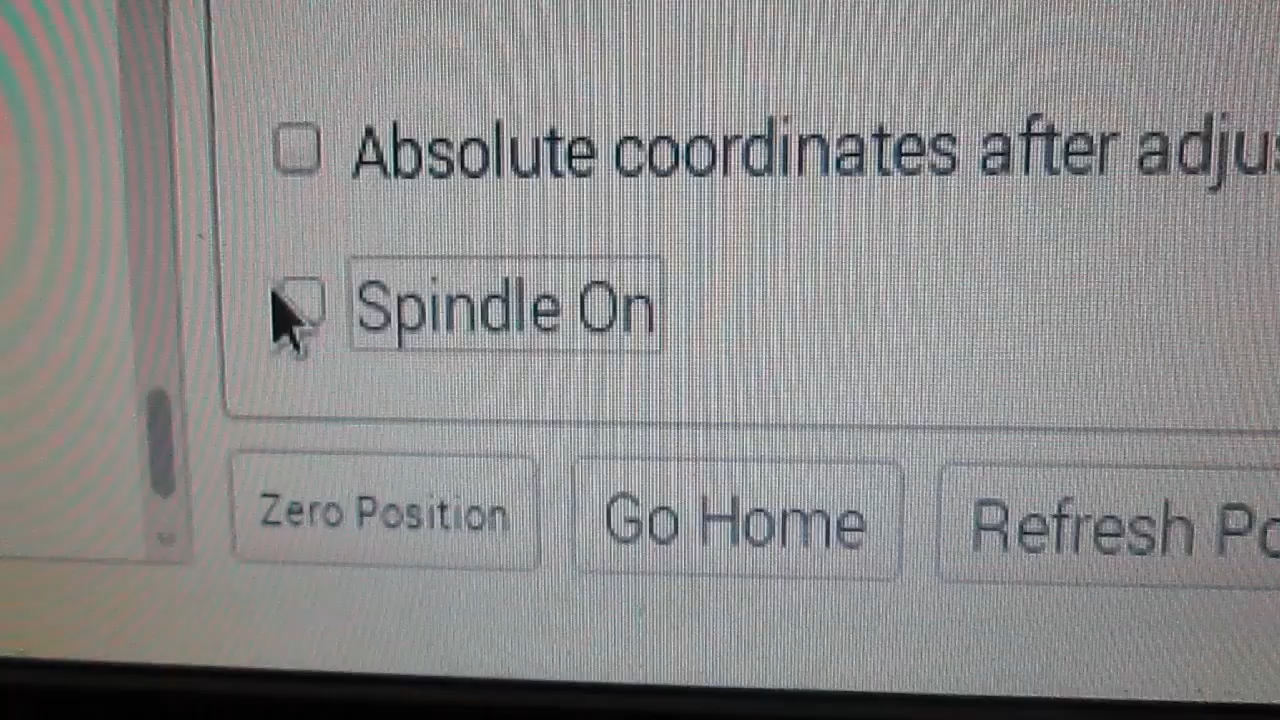 Absolute coordinates after adju
Spindle On
Zero Position
Go Home
Refresh Po